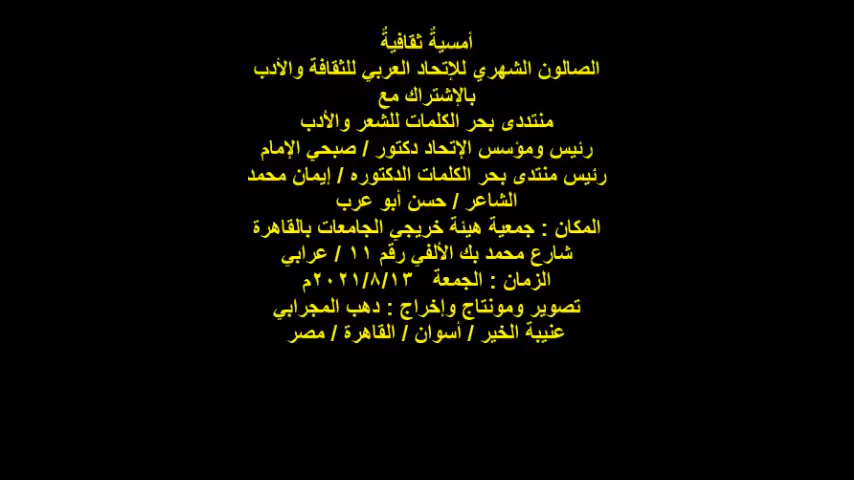 أمسيةٌ ثقافيةٌ
الصالون الشهري للإتحاد العربي للثقافة والأدب
بالإشتراك مع
منتددى بحر الكلمات للشعر والأدب
رئيس ومؤسس الإتحاد دكتور / صبحي الإمام
رئيس منتدى بحر الكلمات الدكتوره / إيمان محمد
الشاعر / حسن أبو عرب
المكان : جمعية هيئة خريجي الجامعات بالقاهرة
شارع محمد بك الألفي رقم ١١ / عرابي
الزمان : الجمعة ٢٠٢١/٨/١٣م
تصوير ومونتاج وإخراج : دهب المجرابي
عنيبة الخير / أسوان / القاهرة / مصر